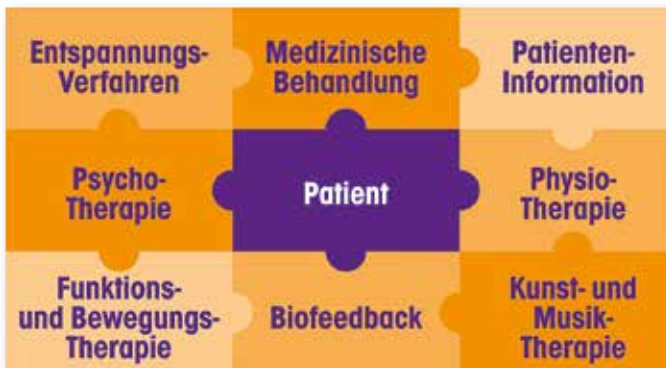 Entspannungs-
Verfahren
Medizinische
Behandlung
Patienten-
Information
Psycho-
Therapie
Patient
Physio-
Therapie
Funktions-
und Bewegungs-
Therapie
Biofeedback
Kunst- und
Musik-
Therapie